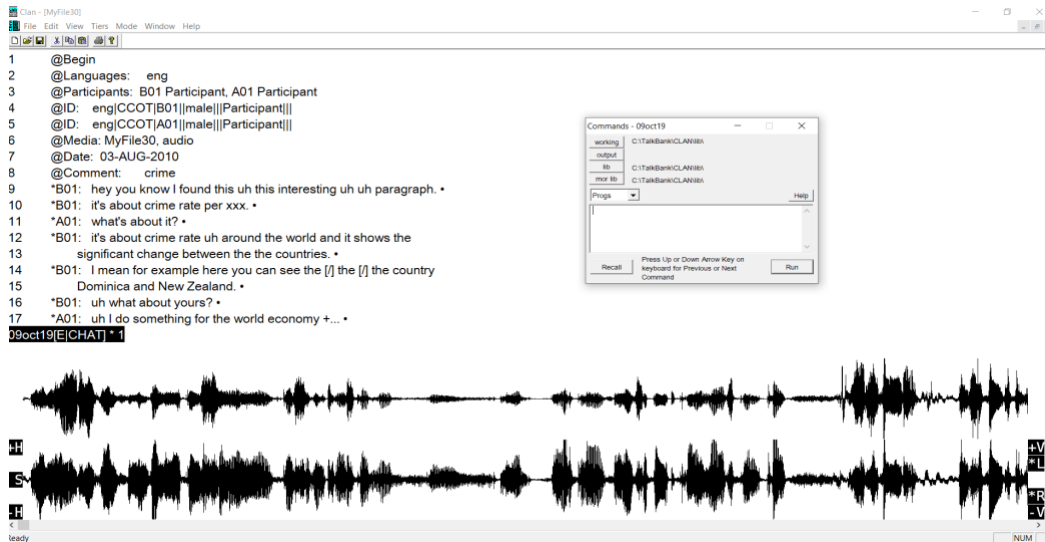 Clan - [MyFile30]
File Edit View Tiers Mode Window Help
1 @Begin
2 @Languages: eng
3 @Participants: B01 Participant, A01 Participant
4 @ID: eng|CCOT|B01||male|||Participant|||
5 @ID: eng|CCOT|A01||male|||Participant|||
6 @Media: MyFile30, audio
7 @Date: 03-AUG-2010
8 @Comment: crime
9 *B01: hey you know I found this uh this interesting uh uh paragraph. •
10 *B01: it's about crime rate per xxx. •
11 *A01: what's about it? •
12 *B01: it's about crime rate uh around the world and it shows the
13 significant change between the the countries. •
14 *B01: I mean for example here you can see the [/] the [/] the country
15 Dominica and New Zealand. •
16 *B01: uh what about yours? •
17 *A01: uh I do something for the world economy +... •
09oct19[E|CHAT] * 1
Commands - 09oct19
working C:\TalkBank\CLAN\lib\
output
lib C:\TalkBank\CLAN\lib\
mor lib C:\TalkBank\CLAN\lib\
Progs Help
Recall Press Up or Down Arrow Key on
keyboard for Previous or Next
Command
Run
+H
S
-H
+V
*L
*R
-V
Ready NUM